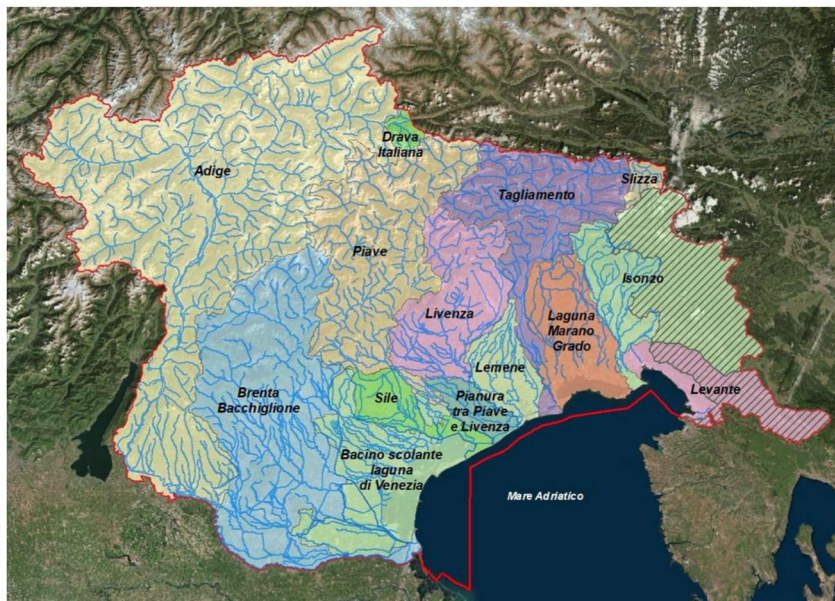 Drava
Italiana
Adige
Slizza
Tagliamento
Piave
Isonzo
Livenza
Laguna
Marano
Grado
Lemene
Levante
Brenta
Bacchiglione
Sile
Pianura
tra Piave
e Livenza
Bacino scolante
laguna
di Venezia
Mare Adriatico